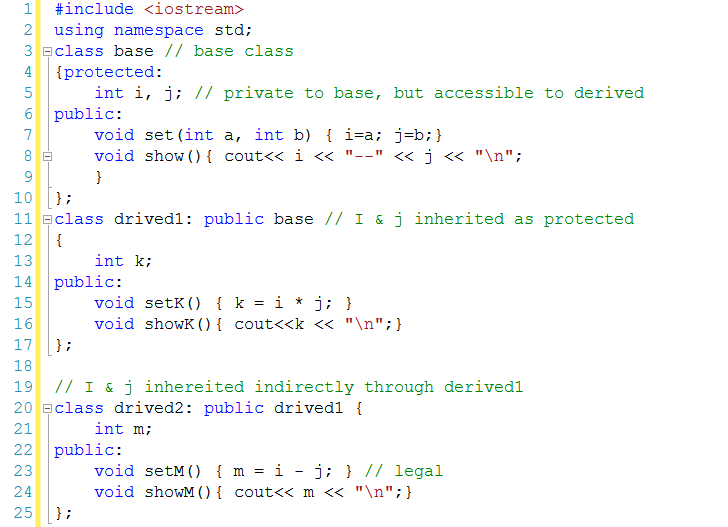 1 #include <iostream>
2 using namespace std;
3 class base // base class
4 {protected:
5     int i, j; // private to base, but accessible to derived
6 public:
7     void set(int a, int b) { i=a; j=b;}
8     void show(){ cout<< i << "--" << j << "\n";
9     }
10 };
11 class drived1: public base // I & j inherited as protected
12 {
13     int k;
14 public:
15     void setK() { k = i * j; }
16     void showK(){ cout<<k << "\n";}
17 };
18
19 // I & j inhereited indirectly through derived1
20 class drived2: public drived1 {
21     int m;
22 public:
23     void setM() { m = i - j; } // legal
24     void showM(){ cout<< m << "\n";}
25 };